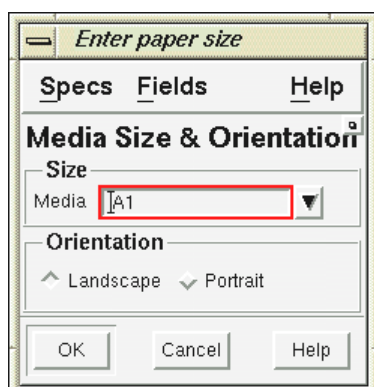 Enter paper size
Specs Fields Help
Media Size & Orientation
Size
Media A1
Orientation
Landscape Portrait
OK Cancel Help